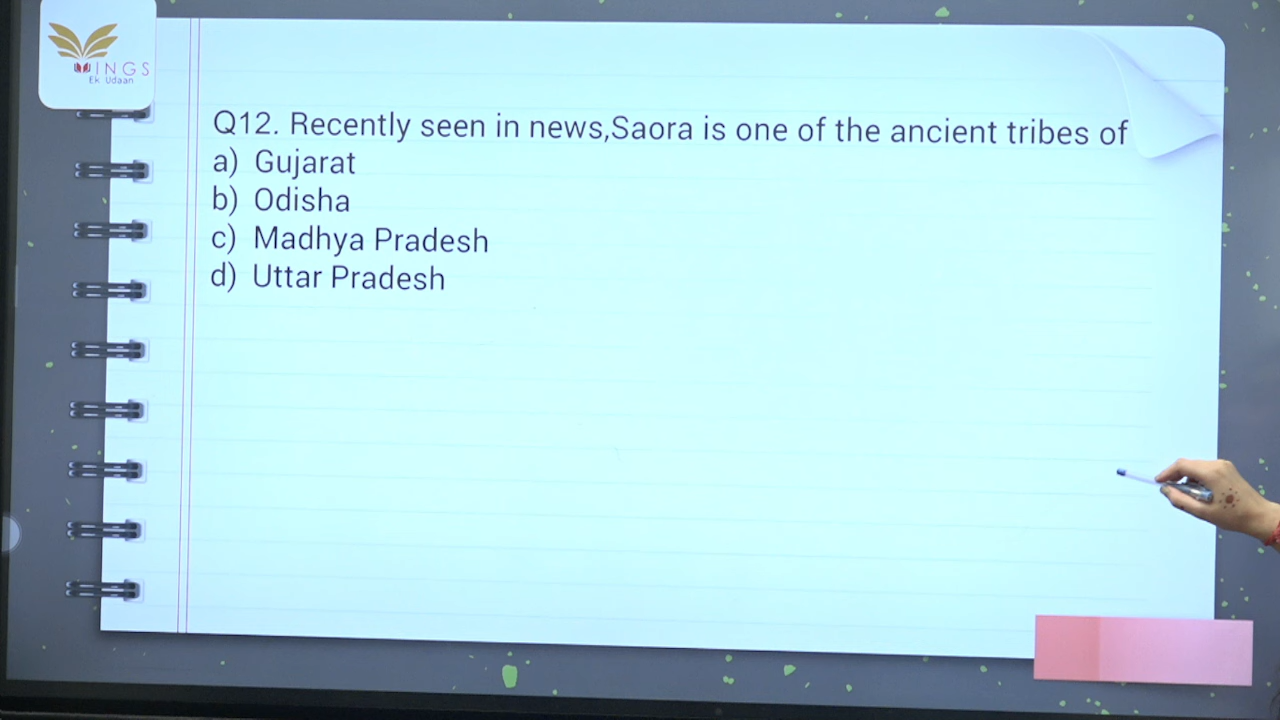 WINGS
Ek Udaan
Q12. Recently seen in news,Saora is one of the ancient tribes of
a) Gujarat
b) Odisha
c) Madhya Pradesh
d) Uttar Pradesh